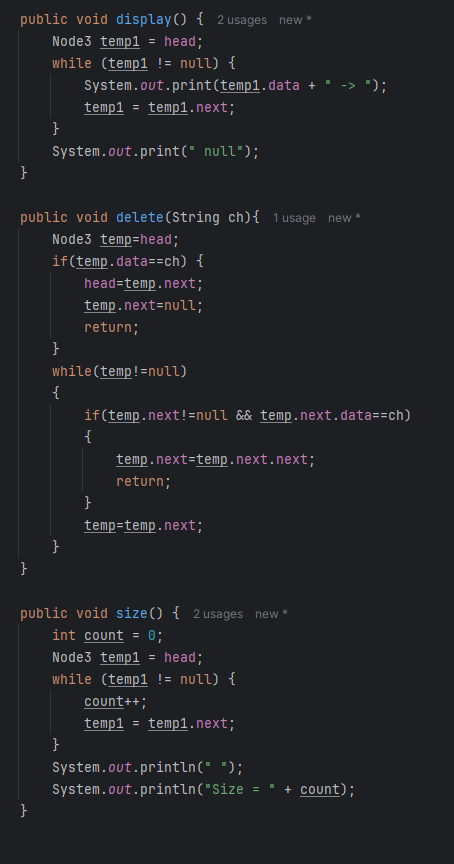 public void display() { 2 usages new *
    Node3 temp1 = head;
    while (temp1 != null) {
        System.out.print(temp1.data + " -> ");
        temp1 = temp1.next;
    }
    System.out.print(" null");
}
public void delete(String ch){ 1 usage new *
    Node3 temp=head;
    if(temp.data==ch) {
        head=temp.next;
        temp.next=null;
        return;
    }
    while(temp!=null)
    {
        if(temp.next!=null && temp.next.data==ch)
        {
            temp.next=temp.next.next;
            return;
        }
        temp=temp.next;
    }
}
public void size() { 2 usages new *
    int count = 0;
    Node3 temp1 = head;
    while (temp1 != null) {
        count++;
        temp1 = temp1.next;
    }
    System.out.println(" ");
    System.out.println("Size = " + count);
}